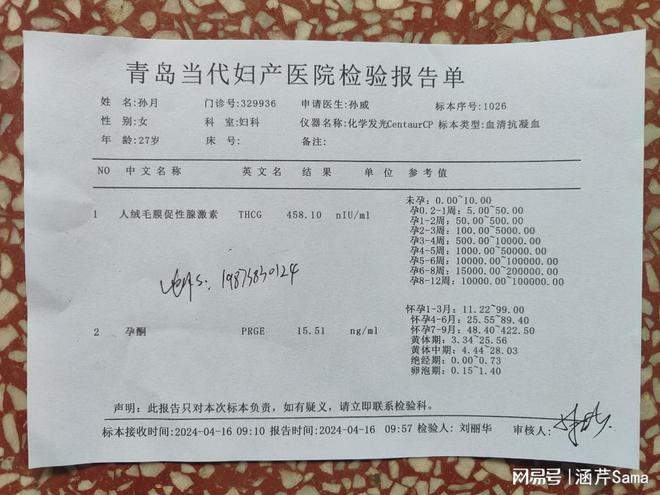 青岛当代妇产医院检验报告单
姓 名:孙月 门诊号:329936 申请医生:孙威 标本序号:1026
性 别:女 科 室:妇科 仪器名称:化学发光CentaurCP 标本类型:血清抗凝血
年 龄:27岁 床 号: 备注:
NO 中文名称 英文名 结 果 单 位 参 考 值
未孕: 0.00~10.00
孕0.2-1周: 5.00~50.00
1 人绒毛膜促性腺激素 THCG 458.10 nIU/ml 孕1-2周: 50.00~500.00
孕2-3周: 100.00~5000.00
孕3-4周: 500.00~10000.00
孕4-5周: 1000.00~50000.00
孕5-6周: 10000.00~100000.00
孕6-8周: 15000.00~200000.00
孕8-12周: 10000.00~100000.00
怀孕1-3月: 11.22~99.00
怀孕4-6月: 25.55~89.40
2 孕酮 PRGE 15.51 ng/ml 怀孕7-9月: 48.40~422.50
黄体期: 3.34~25.56
黄体中期: 4.44~28.03
绝经期: 0.00~0.73
卵泡期: 0.15~1.40
声明: 此报告只对本次标本负责，如有疑义，请立即联系检验科。
标本接收时间:2024-04-16 09:10 报告时间:2024-04-16 09:57 检验人: 刘丽华 审核人:
网易号 | 涵芹Sama